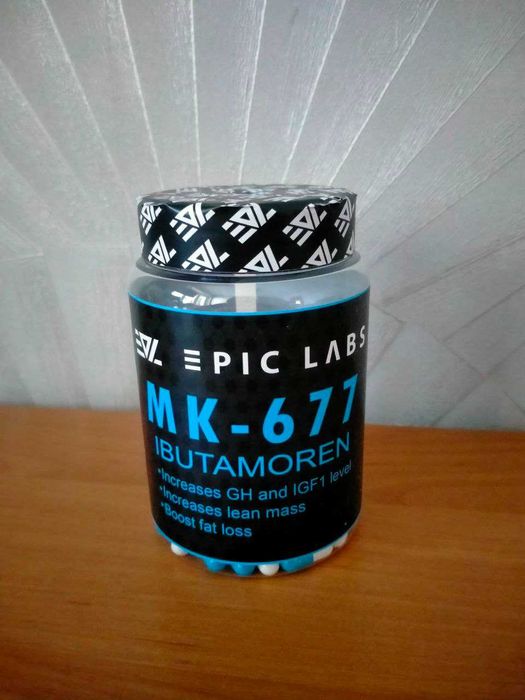 EPIC LABS
MK-677
IBUTAMOREN
•Increases GH and IGF1 level
•Increases lean mass
•Boost fat loss